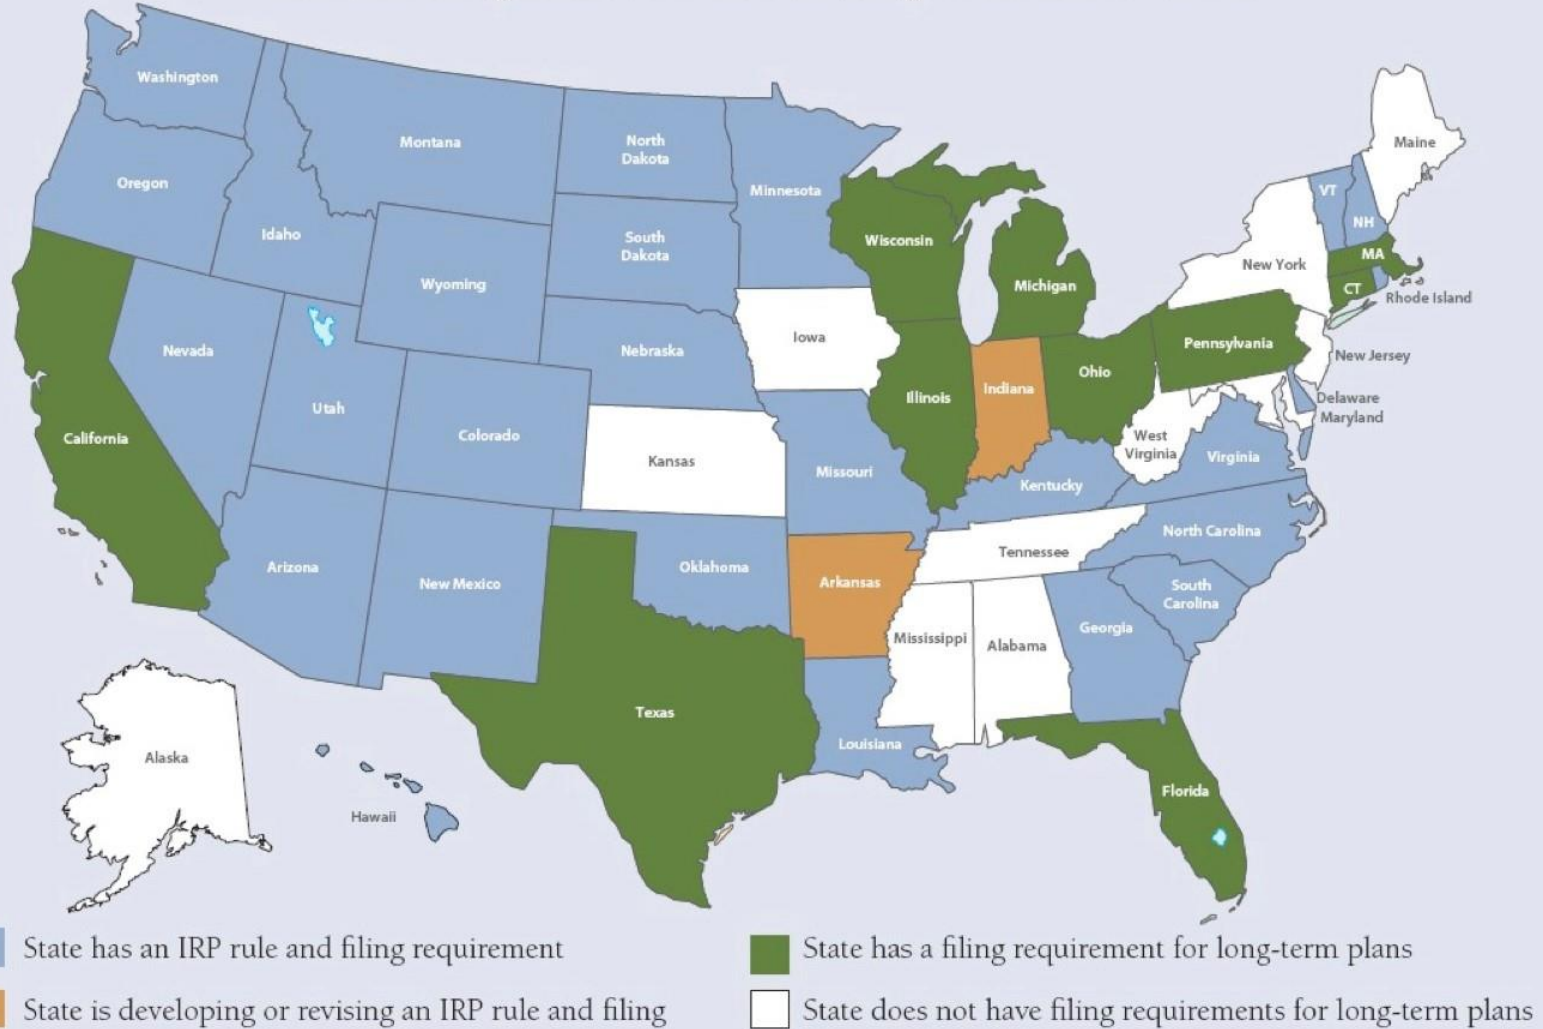 Washington
Montana
North
Dakota
Minnesota
Maine
Oregon
VT
Idaho
South
Dakota
Wisconsin
NH
MA
New York
Wyoming
Michigan
CT
Rhode Island
Nevada
Nebraska
Iowa
Pennsylvania
New Jersey
Utah
Illinois
Indiana
Ohio
Delaware
Maryland
California
Colorado
Kansas
Missouri
West
Virginia
Virginia
Kentucky
North Carolina
Arizona
New Mexico
Oklahoma
Arkansas
Tennessee
South
Carolina
Mississippi
Alabama
Georgia
Texas
Louisiana
Alaska
Hawaii
Florida
State has an IRP rule and filing requirement
State has a filing requirement for long-term plans
State is developing or revising an IRP rule and filing
State does not have filing requirements for long-term plans